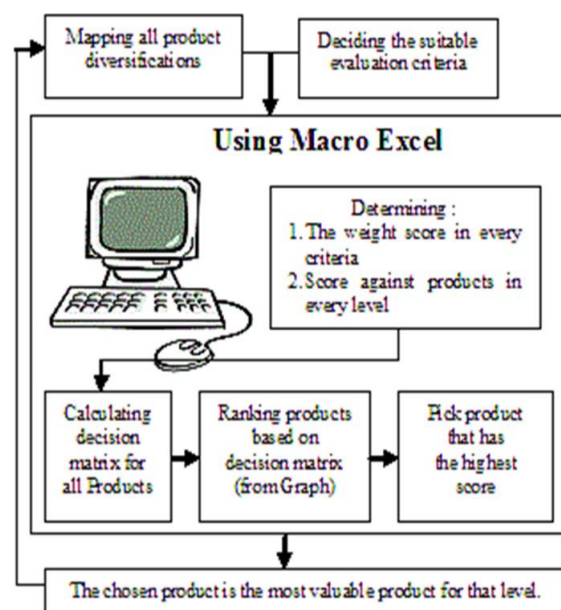 Mapping all product
diversifications
Deciding the suitable
evaluation criteria
Using Macro Excel
Determining :
1. The weight score in every
criteria
2. Score against products in
every level
Calculating
decision
matrix for
all Products
Ranking products
based on
decision matrix
(from Graph)
Pick product
that has
the highest
score
The chosen product is the most valuable product for that level.